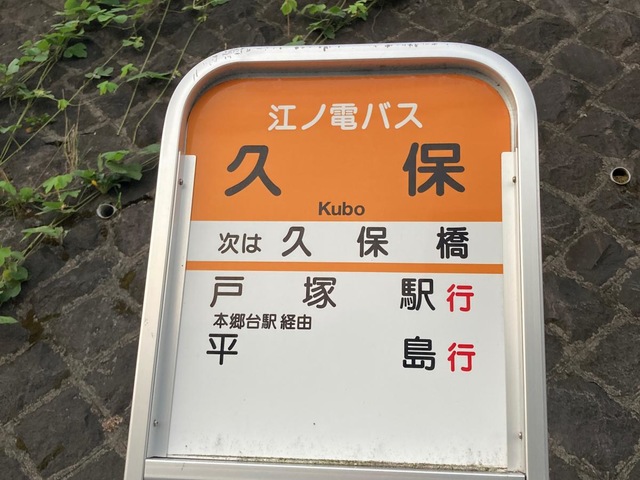 江ノ電バス
久保
Kubo
次は 久保橋
戸塚駅行
本郷台駅経由
平島行